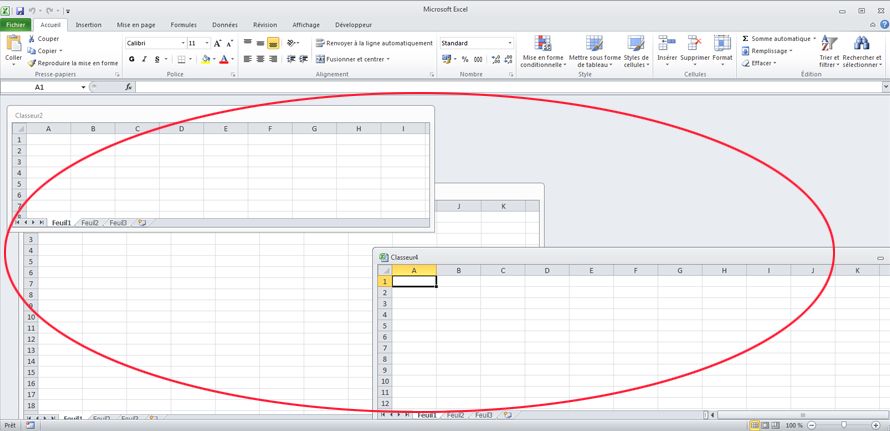 Microsoft Excel
Fichier Accueil Insertion Mise en page Formules Données Révision Affichage Développeur
Coller
Couper
Copier
Reproduire la mise en forme
Presse-papiers
Calibri 11
G I S
Police
Renvoyer à la ligne automatiquement
Fusionner et centrer
Alignement
Standard
% 000
Nombre
Mise en forme conditionnelle
Mettre sous forme de tableau
Styles de cellules
Style
Insérer Supprimer Format
Cellules
Somme automatique
Remplissage
Effacer
Trier et filtrer
Rechercher et sélectionner
Édition
A1 fx
Classeur2
A B C D E F G H I
1
2
3
4
5
6
7
Feuil1 Feuil2 Feuil3
J K
3
4
5
6
7
8
9
10
11
12
13
14
15
16
17
18
Feuil1 Feuil2 Feuil3
Classeur4
A B C D E F G H I J K
1
2
3
4
5
6
7
8
9
10
11
12
Feuil1 Feuil2 Feuil3
Prêt 100 %